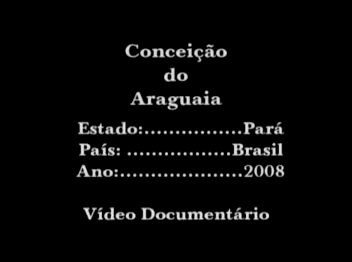 Conceição
do
Araguaia
Estado:................Pará
País: .................Brasil
Ano:....................2008
Vídeo Documentário